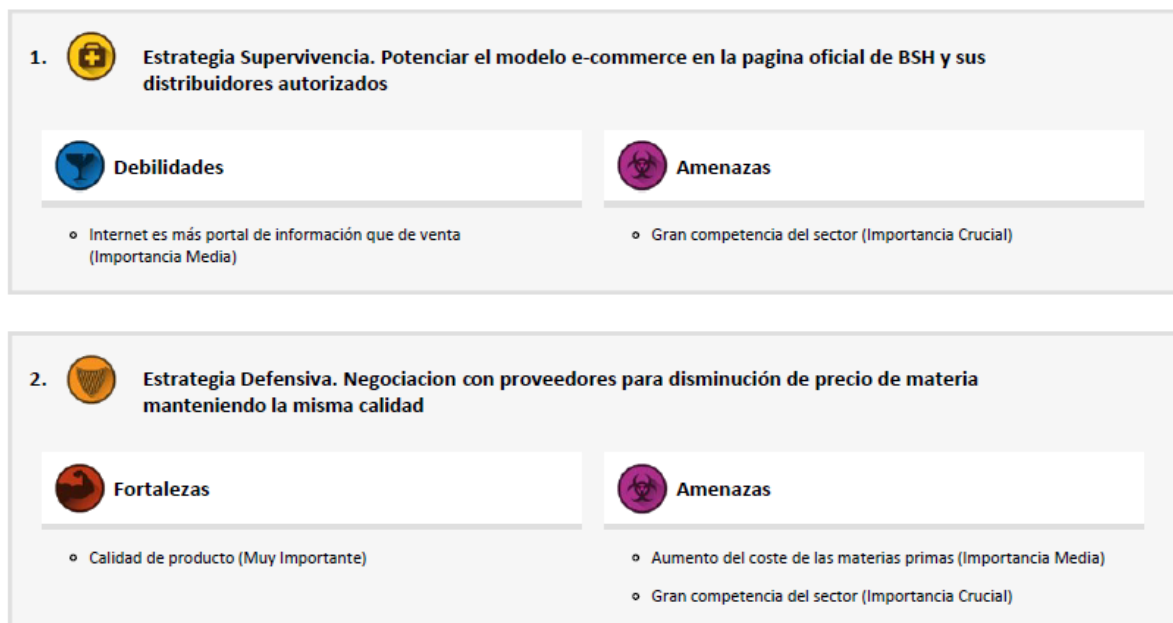 1. Estrategia Supervivencia. Potenciar el modelo e-commerce en la pagina oficial de BSH y sus
distribuidores autorizados
Debilidades
Amenazas
Internet es más portal de información que de venta
(Importancia Media)
Gran competencia del sector (Importancia Crucial)
2. Estrategia Defensiva. Negociacion con proveedores para disminución de precio de materia
manteniendo la misma calidad
Fortalezas
Amenazas
Calidad de producto (Muy Importante)
Aumento del coste de las materias primas (Importancia Media)
Gran competencia del sector (Importancia Crucial)